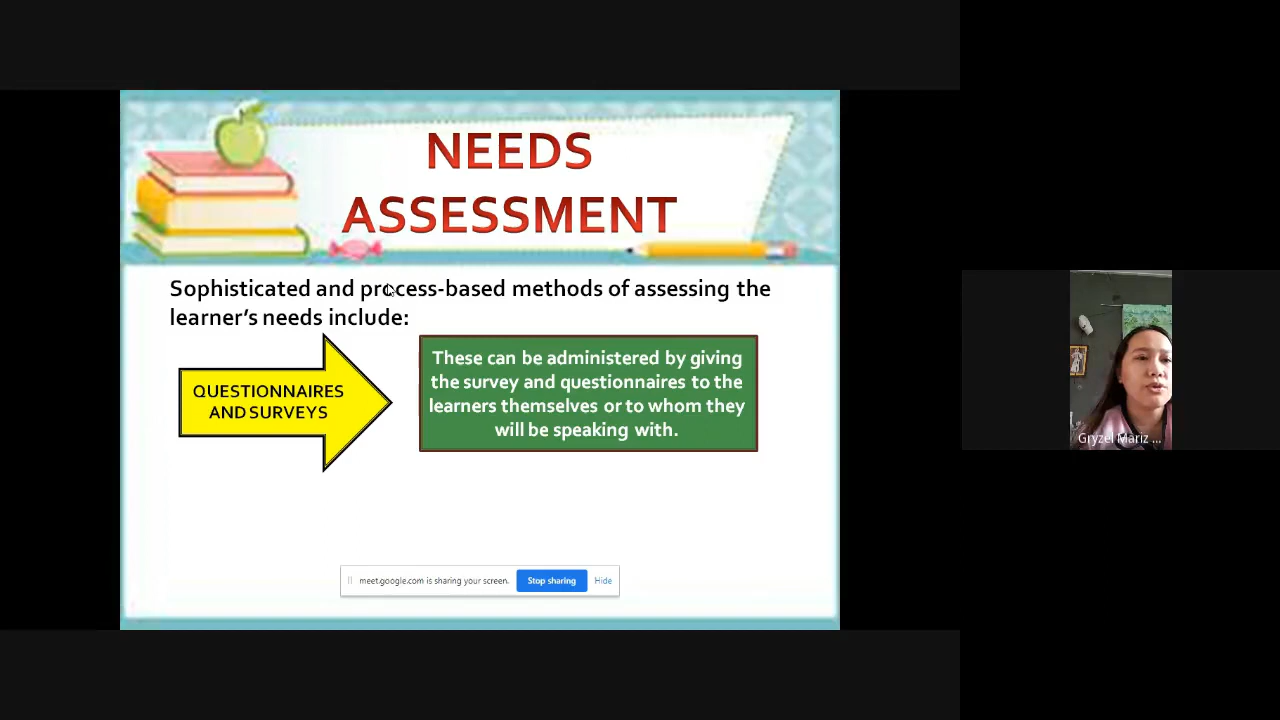 NEEDS
ASSESSMENT
Sophisticated and process-based methods of assessing the
learner's needs include:
QUESTIONNAIRES
AND SURVEYS
These can be administered by giving
the survey and questionnaires to the
learners themselves or to whom they
will be speaking with.
meet.google.com is sharing your screen.
Stop sharing
Hide
Gryzel Mariz ...